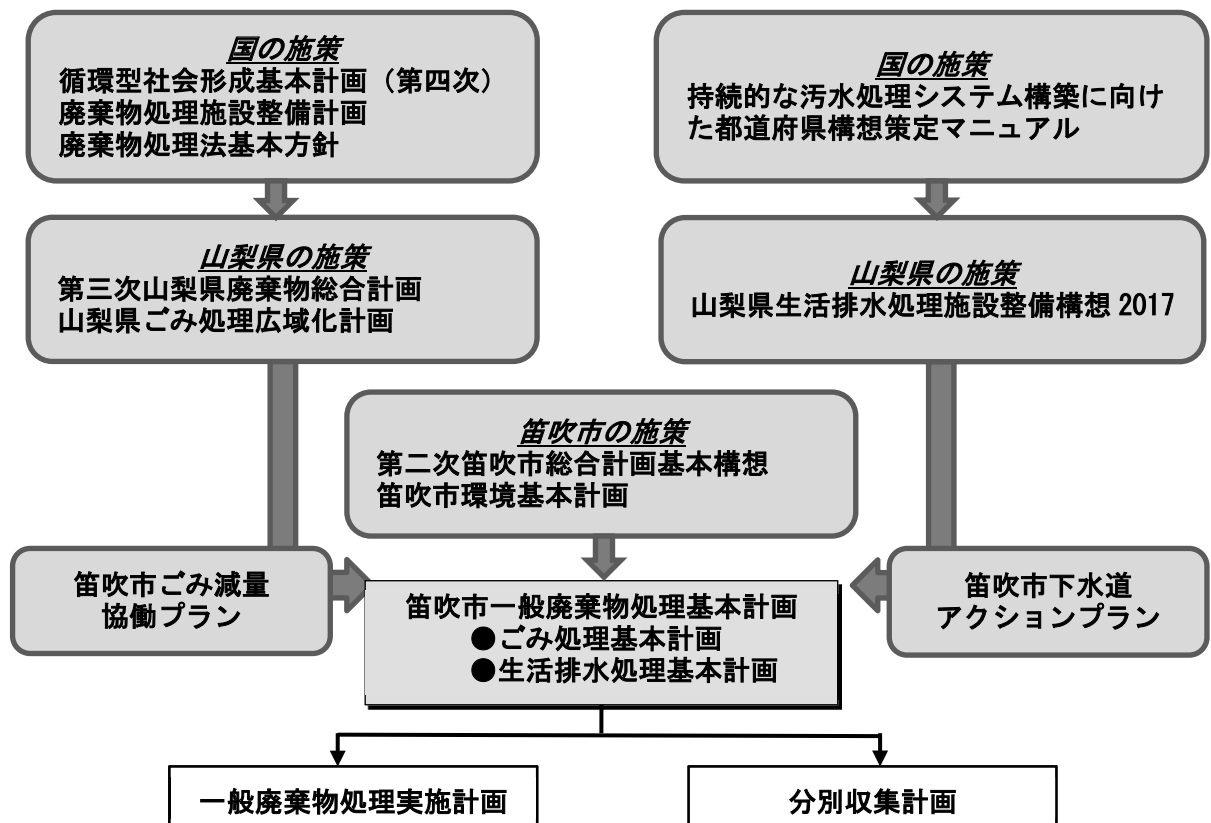 国の施策
循環型社会形成基本計画（第四次）
廃棄物処理施設整備計画
廃棄物処理法基本方針
国の施策
持続的な汚水処理システム構築に向け
た都道府県構想策定マニュアル
山梨県の施策
第三次山梨県廃棄物総合計画
山梨県ごみ処理広域化計画
山梨県の施策
山梨県生活排水処理施設整備構想 2017
笛吹市の施策
第二次笛吹市総合計画基本構想
笛吹市環境基本計画
笛吹市ごみ減量
協働プラン
笛吹市一般廃棄物処理基本計画
●ごみ処理基本計画
●生活排水処理基本計画
笛吹市下水道
アクションプラン
一般廃棄物処理実施計画
分別収集計画